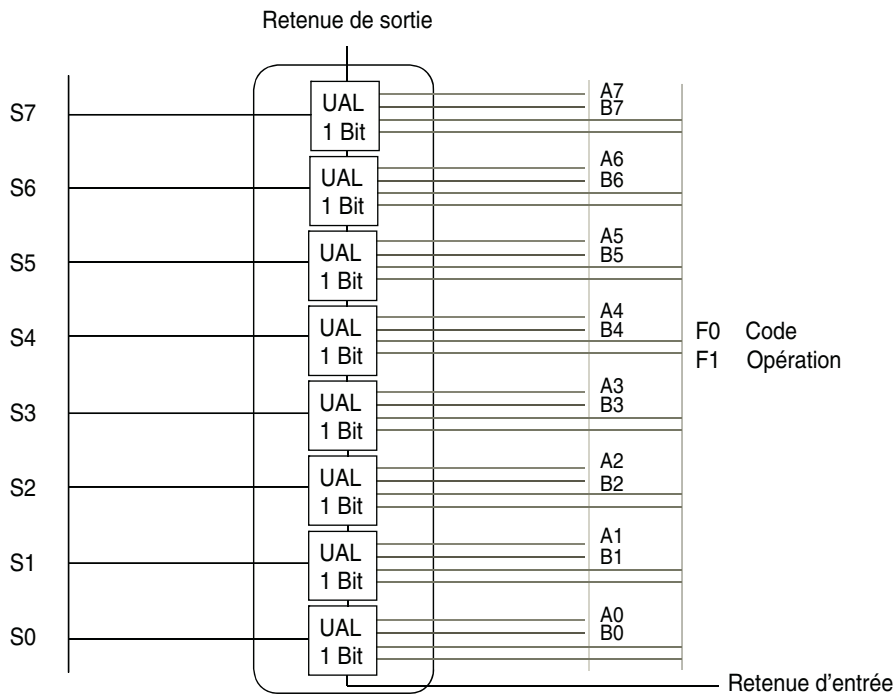 Retenue de sortie
S7
UAL
1 Bit
A7
B7
S6
UAL
1 Bit
A6
B6
S5
UAL
1 Bit
A5
B5
S4
UAL
1 Bit
A4
B4
F0 Code
F1 Opération
S3
UAL
1 Bit
A3
B3
S2
UAL
1 Bit
A2
B2
S1
UAL
1 Bit
A1
B1
S0
UAL
1 Bit
A0
B0
Retenue d'entrée